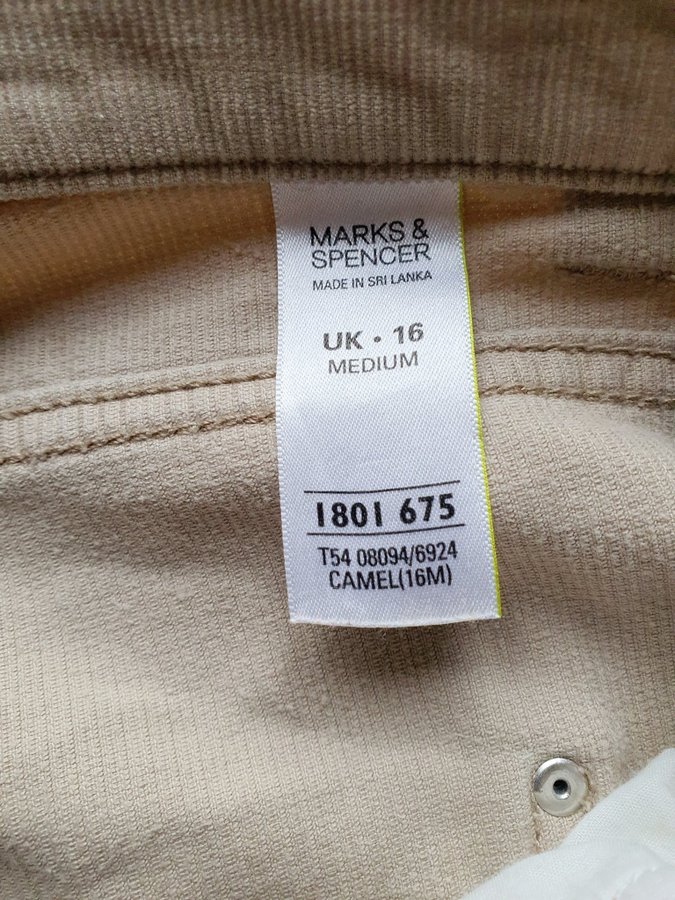 MARKS &
SPENCER
MADE IN SRI LANKA
UK • 16
MEDIUM
1801 675
T54 08094/6924
CAMEL(16M)